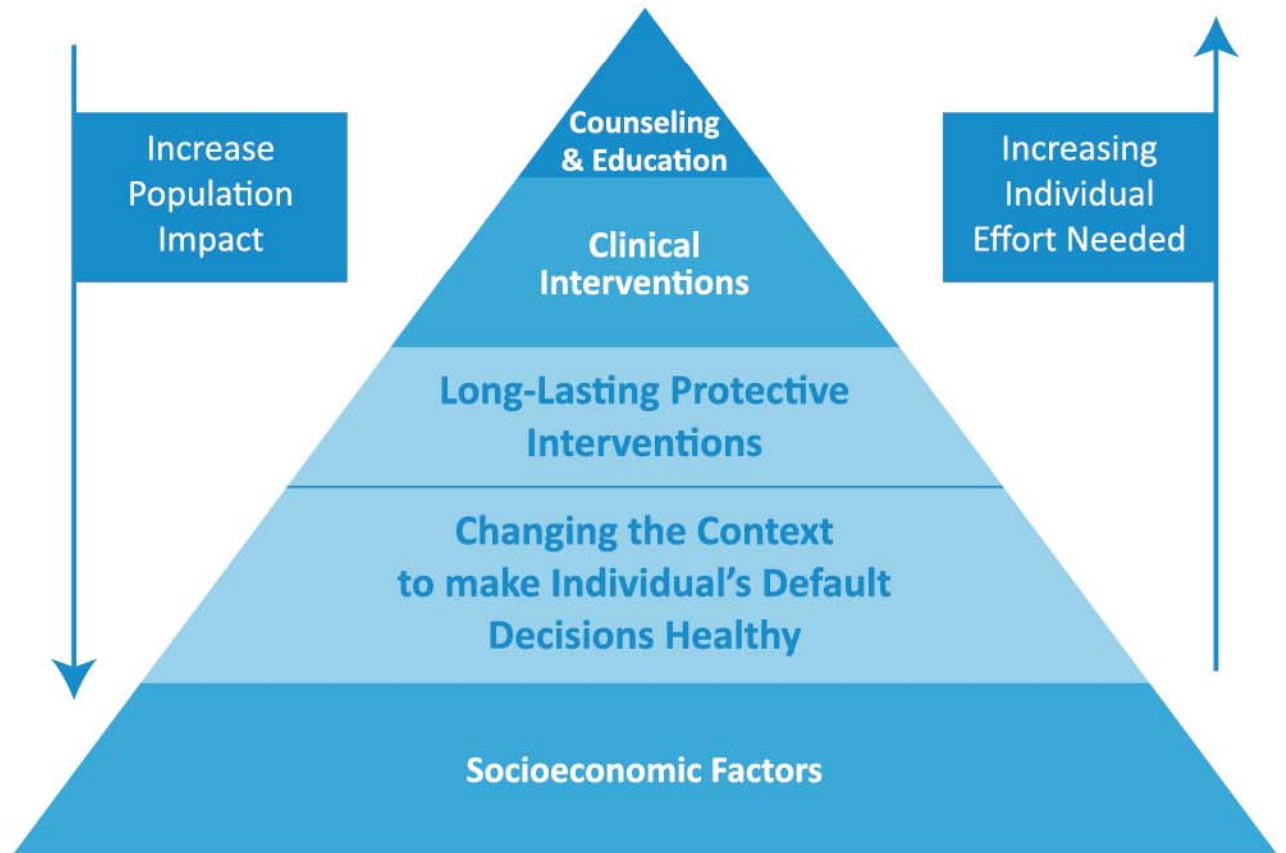 Increase
Population
Impact
Counseling
& Education
Increasing
Individual
Effort Needed
Clinical
Interventions
Long-Lasting Protective
Interventions
Changing the Context
to make Individual’s Default
Decisions Healthy
Socioeconomic Factors